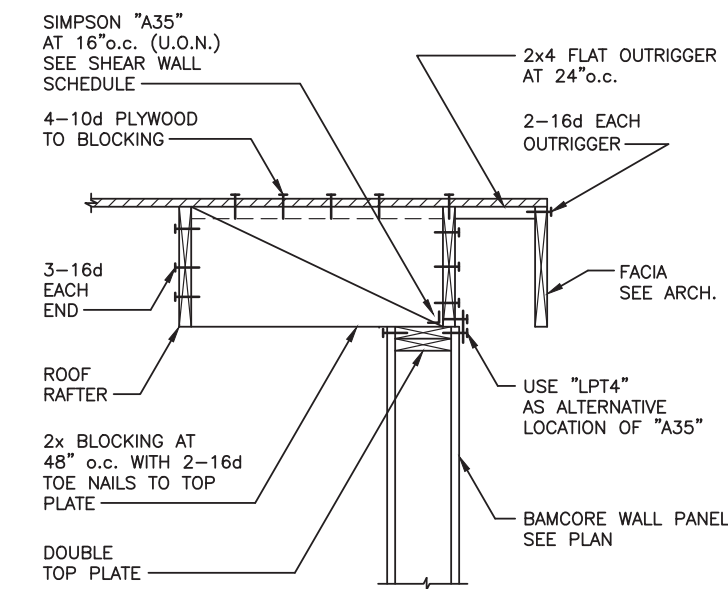 SIMPSON "A35"
AT 16"o.c. (U.O.N.)
SEE SHEAR WALL
SCHEDULE
4-10d PLYWOOD
TO BLOCKING
3-16d
EACH
END
ROOF
RAFTER
2x BLOCKING AT
48" o.c. WITH 2-16d
TOE NAILS TO TOP
PLATE
DOUBLE
TOP PLATE
2x4 FLAT OUTRIGGER
AT 24"o.c.
2-16d EACH
OUTRIGGER
FACIA
SEE ARCH.
USE "LPT4"
AS ALTERNATIVE
LOCATION OF "A35"
BAMCORE WALL PANEL
SEE PLAN